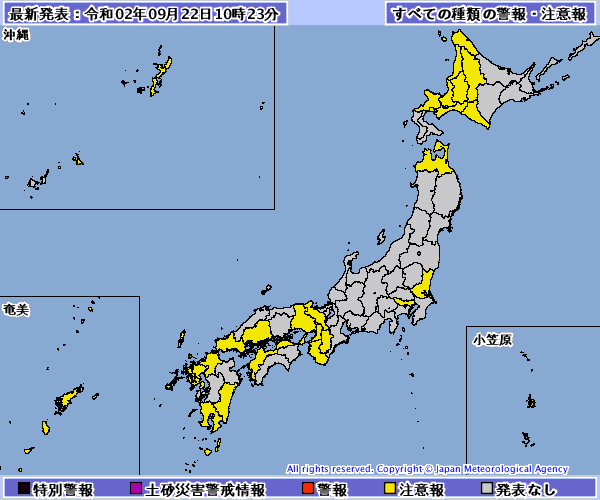 最新発表：令和02年09月22日10時23分
すべての種類の警報・注意報
沖縄
奄美
小笠原
All rights reserved. Copyright © Japan Meteorological Agency
特別警報 土砂災害警戒情報 警報 注意報 発表なし